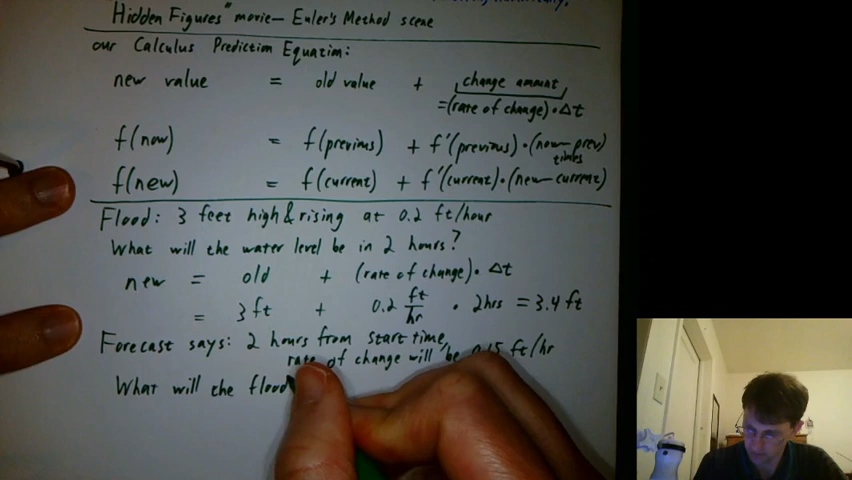 Hidden Figures" movie - Euler's Method scene
our Calculus Prediction Equation:
new value = old value + change amount
=(rate of change)·Δt
f(now) = f(previous) + f'(previous)·(now-prev)
times
f(new) = f(current) + f'(current)·(new-current)
Flood: 3 feet high & rising at 0.2 ft/hour
What will the water level be in 2 hours?
new = old + (rate of change)·Δt
= 3 ft + 0.2 ft/hr · 2hrs = 3.4 ft
Forecast says: 2 hours from start time,
rate of change will be 0.15 ft/hr
What will the flood